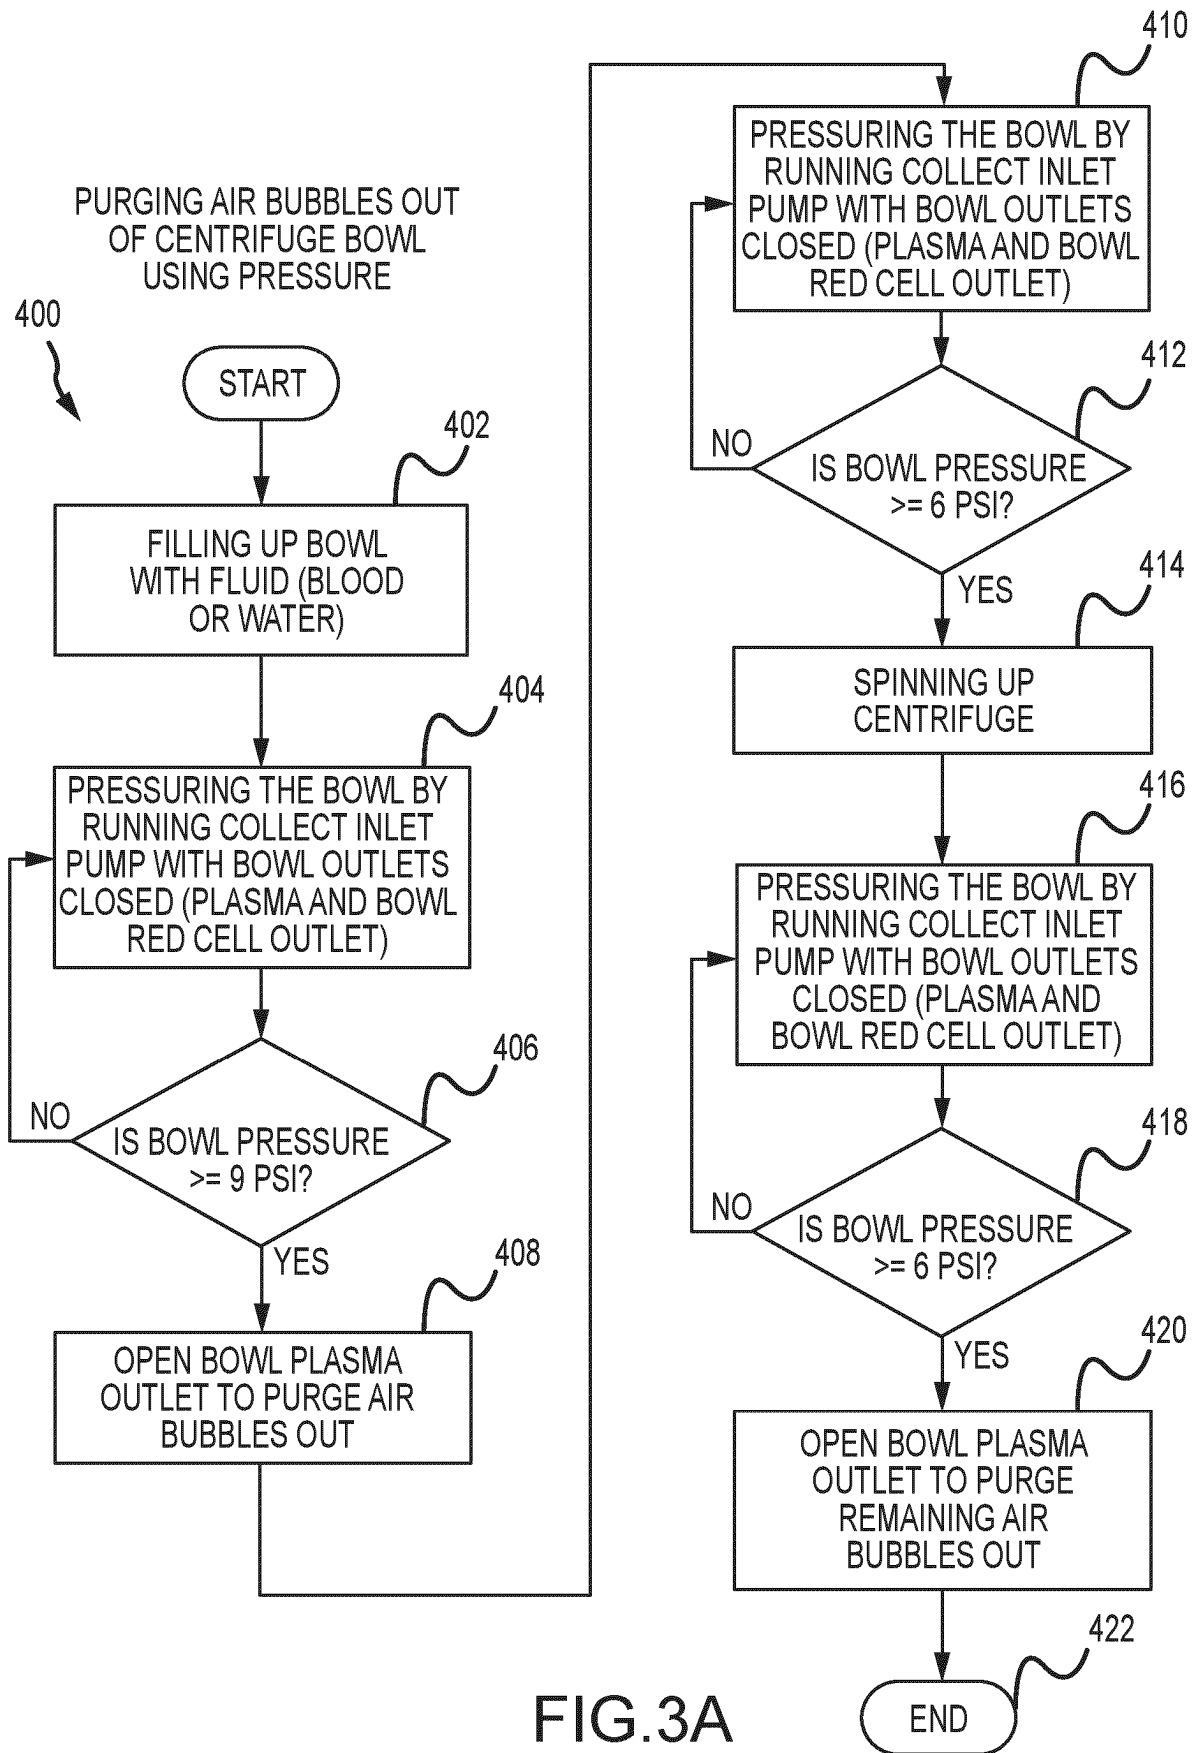 PURGING AIR BUBBLES OUT
OF CENTRIFUGE BOWL
USING PRESSURE
400
START
402
FILLING UP BOWL
WITH FLUID (BLOOD
OR WATER)
404
PRESSURING THE BOWL BY
RUNNING COLLECT INLET
PUMP WITH BOWL OUTLETS
CLOSED (PLASMA AND BOWL
RED CELL OUTLET)
406
NO
IS BOWL PRESSURE
>= 9 PSI?
YES
408
OPEN BOWL PLASMA
OUTLET TO PURGE AIR
BUBBLES OUT
410
PRESSURING THE BOWL BY
RUNNING COLLECT INLET
PUMP WITH BOWL OUTLETS
CLOSED (PLASMA AND BOWL
RED CELL OUTLET)
412
NO
IS BOWL PRESSURE
>= 6 PSI?
YES
414
SPINNING UP
CENTRIFUGE
416
PRESSURING THE BOWL BY
RUNNING COLLECT INLET
PUMP WITH BOWL OUTLETS
CLOSED (PLASMA AND
BOWL RED CELL OUTLET)
418
NO
IS BOWL PRESSURE
>= 6 PSI?
YES
420
OPEN BOWL PLASMA
OUTLET TO PURGE
REMAINING AIR
BUBBLES OUT
422
END
FIG.3A